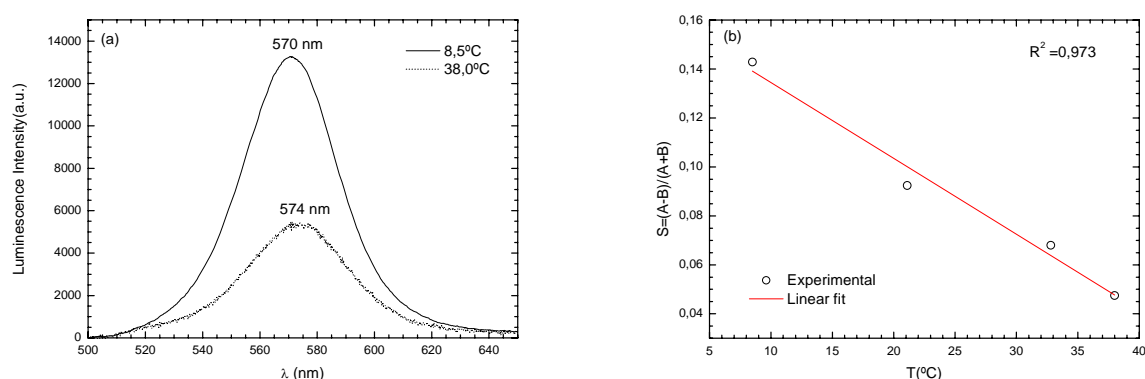 (a)
570 nm
8,5ºC
38,0ºC
574 nm
Luminescence Intensity(a.u.)
14000
12000
10000
8000
6000
4000
2000
0
500 520 540 560 580 600 620 640
λ (nm)
(b)
R² =0,973
S=(A-B)/(A+B)
0,16
0,14
0,12
0,10
0,08
0,06
0,04
Experimental
Linear fit
5 10 15 20 25 30 35 40
T(ºC)